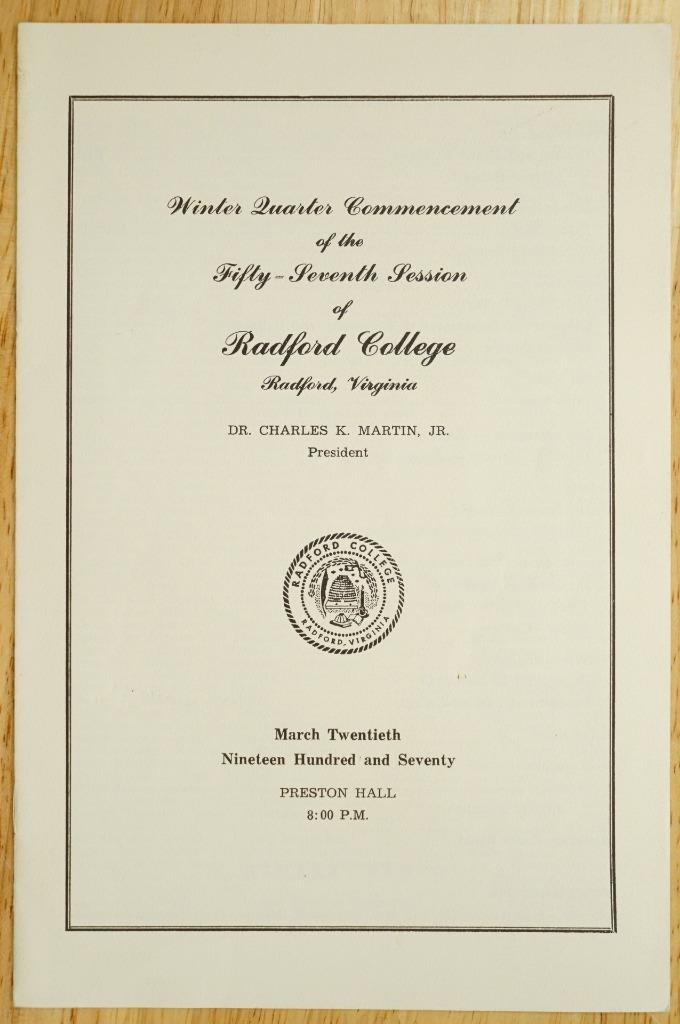 Winter Quarter Commencement
of the
Fifty-Seventh Session
of
Radford College
Radford, Virginia
DR. CHARLES K. MARTIN, JR.
President
RADFORD COLLEGE
RADFORD, VIRGINIA
March Twentieth
Nineteen Hundred and Seventy
PRESTON HALL
8:00 P.M.